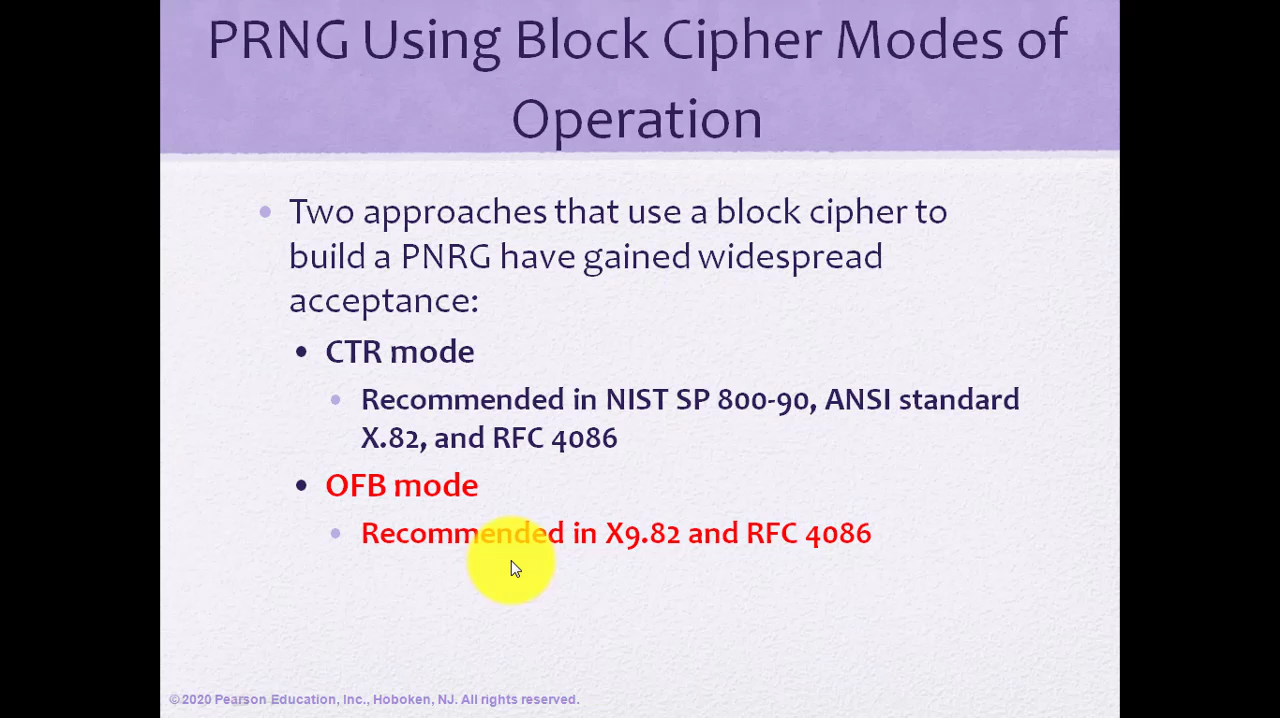 PRNG Using Block Cipher Modes of
Operation
• Two approaches that use a block cipher to
build a PNRG have gained widespread
acceptance:
• CTR mode
• Recommended in NIST SP 800-90, ANSI standard
X.82, and RFC 4086
• OFB mode
• Recommended in X9.82 and RFC 4086
©2020 Pearson Education, Inc., Hoboken, NJ. All rights reserved.